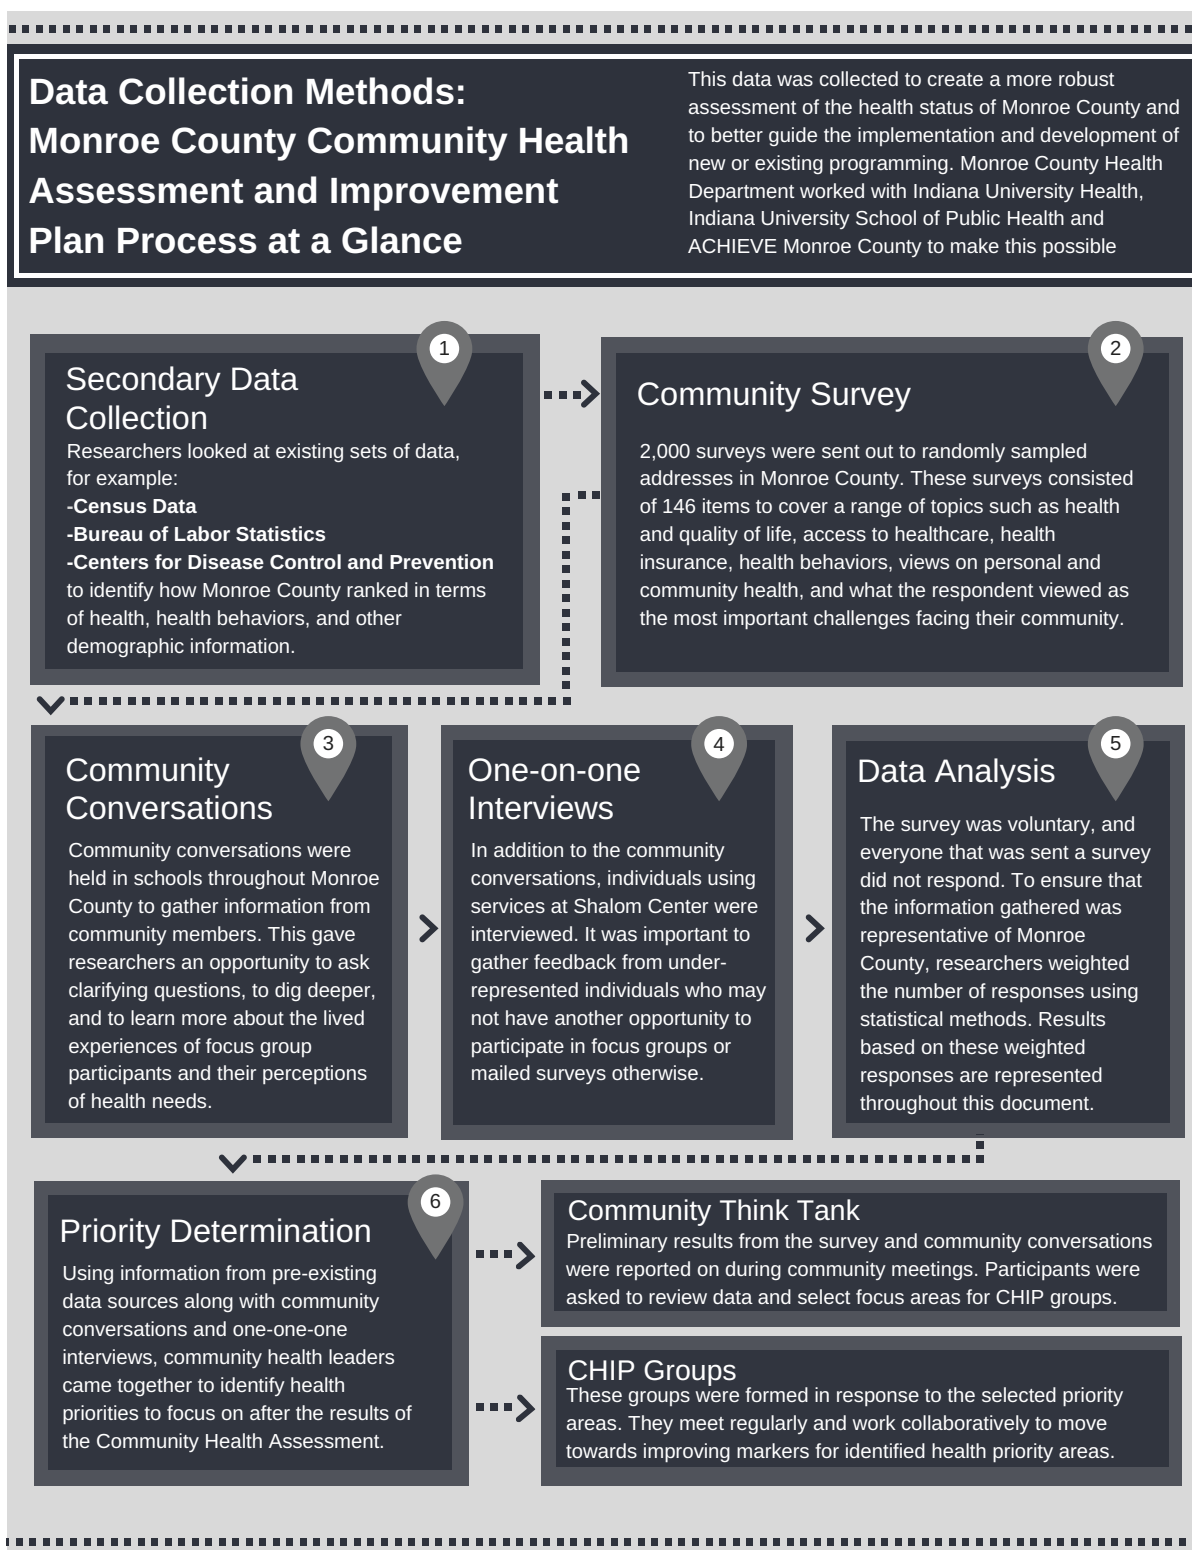 Data Collection Methods:
Monroe County Community Health
Assessment and Improvement
Plan Process at a Glance
This data was collected to create a more robust
assessment of the health status of Monroe County and
to better guide the implementation and development of
new or existing programming. Monroe County Health
Department worked with Indiana University Health,
Indiana University School of Public Health and
ACHIEVE Monroe County to make this possible
1
Secondary Data
Collection
Researchers looked at existing sets of data,
for example:
-Census Data
-Bureau of Labor Statistics
-Centers for Disease Control and Prevention
to identify how Monroe County ranked in terms
of health, health behaviors, and other
demographic information.
2
Community Survey
2,000 surveys were sent out to randomly sampled
addresses in Monroe County. These surveys consisted
of 146 items to cover a range of topics such as health
and quality of life, access to healthcare, health
insurance, health behaviors, views on personal and
community health, and what the respondent viewed as
the most important challenges facing their community.
3
Community
Conversations
Community conversations were
held in schools throughout Monroe
County to gather information from
community members. This gave
researchers an opportunity to ask
clarifying questions, to dig deeper,
and to learn more about the lived
experiences of focus group
participants and their perceptions
of health needs.
4
One-on-one
Interviews
In addition to the community
conversations, individuals using
services at Shalom Center were
interviewed. It was important to
gather feedback from under-
represented individuals who may
not have another opportunity to
participate in focus groups or
mailed surveys otherwise.
5
Data Analysis
The survey was voluntary, and
everyone that was sent a survey
did not respond. To ensure that
the information gathered was
representative of Monroe
County, researchers weighted
the number of responses using
statistical methods. Results
based on these weighted
responses are represented
throughout this document.
6
Priority Determination
Using information from pre-existing
data sources along with community
conversations and one-one-one
interviews, community health leaders
came together to identify health
priorities to focus on after the results of
the Community Health Assessment.
Community Think Tank
Preliminary results from the survey and community conversations
were reported on during community meetings. Participants were
asked to review data and select focus areas for CHIP groups.
CHIP Groups
These groups were formed in response to the selected priority
areas. They meet regularly and work collaboratively to move
towards improving markers for identified health priority areas.